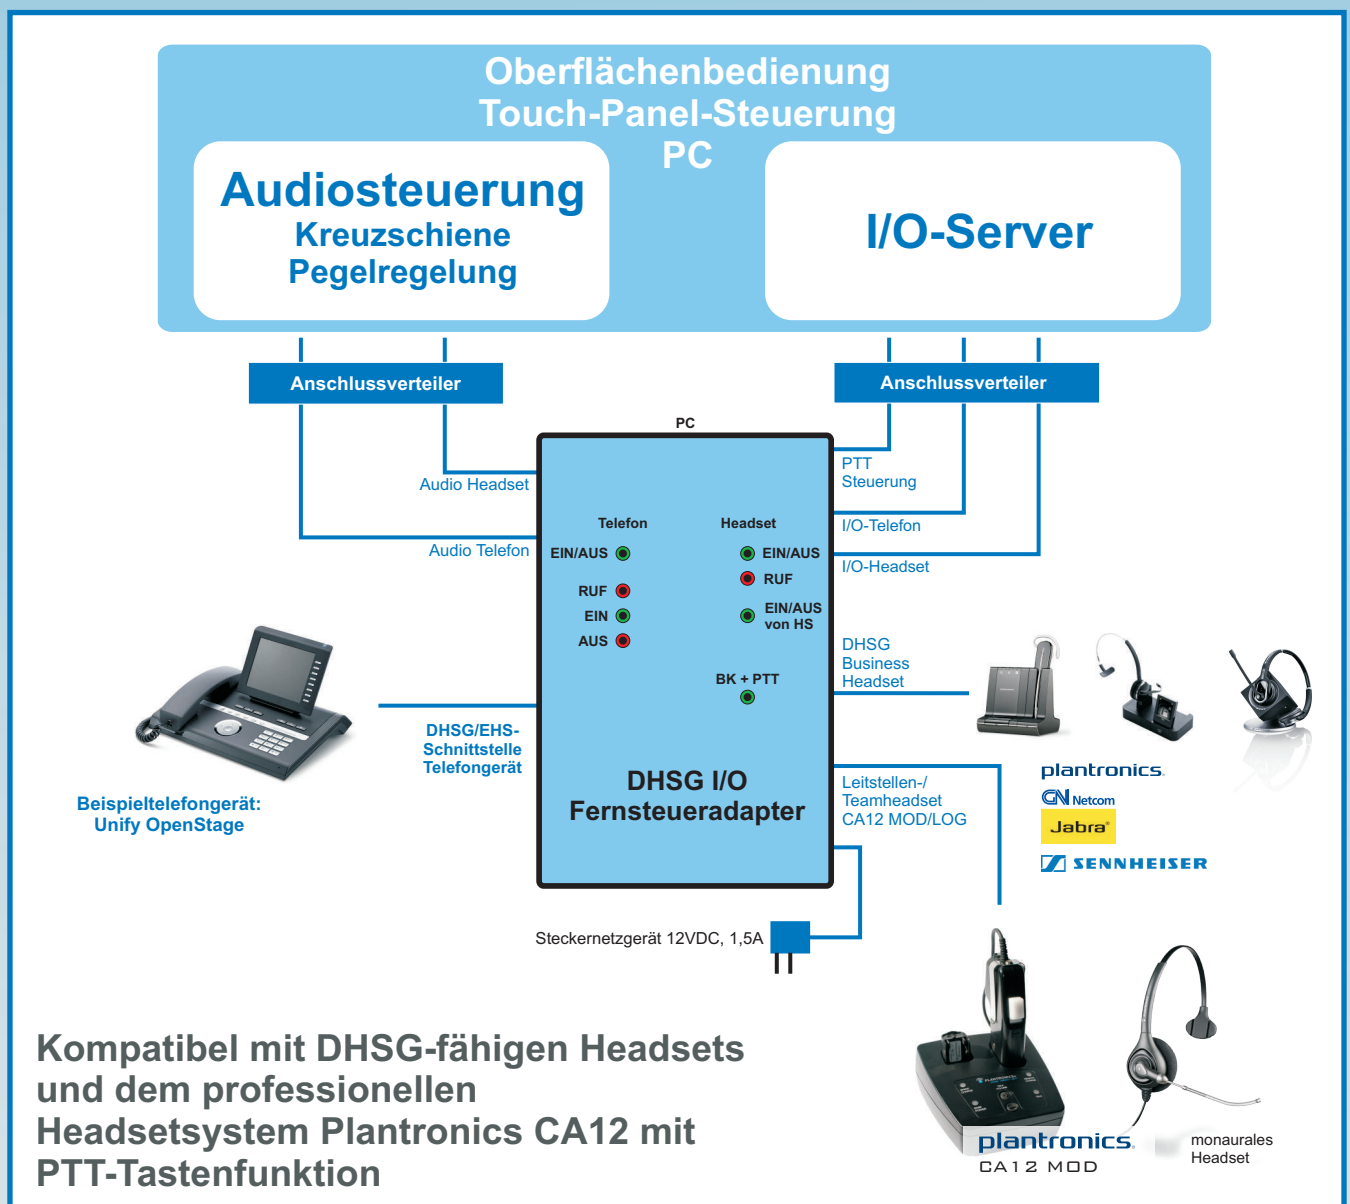 Oberflächenbedienung
Touch-Panel-Steuerung
PC
Audiosteuerung
Kreuzschiene
Pegelregelung
I/O-Server
Anschlussverteiler
Anschlussverteiler
PC
Audio Headset
Audio Telefon
PTT
Steuerung
I/O-Telefon
I/O-Headset
Telefon
EIN/AUS
RUF
EIN
AUS
Headset
EIN/AUS
RUF
EIN/AUS
von HS
BK + PTT
DHSG I/O
Fernsteueradapter
DHSG/EHS-
Schnittstelle
Telefongerät
Beispieltelefongerät:
Unify OpenStage
DHSG
Business
Headset
plantronics.
GN Netcom
Jabra®
SENNHEISER
Leitstellen-/
Teamheadset
CA12 MOD/LOG
Steckernetzgerät 12VDC, 1,5A
PLANTRONICS
plantronics.
CA12 MOD
monaurales
Headset
Kompatibel mit DHSG-fähigen Headsets
und dem professionellen
Headsetsystem Plantronics CA12 mit
PTT-Tastenfunktion